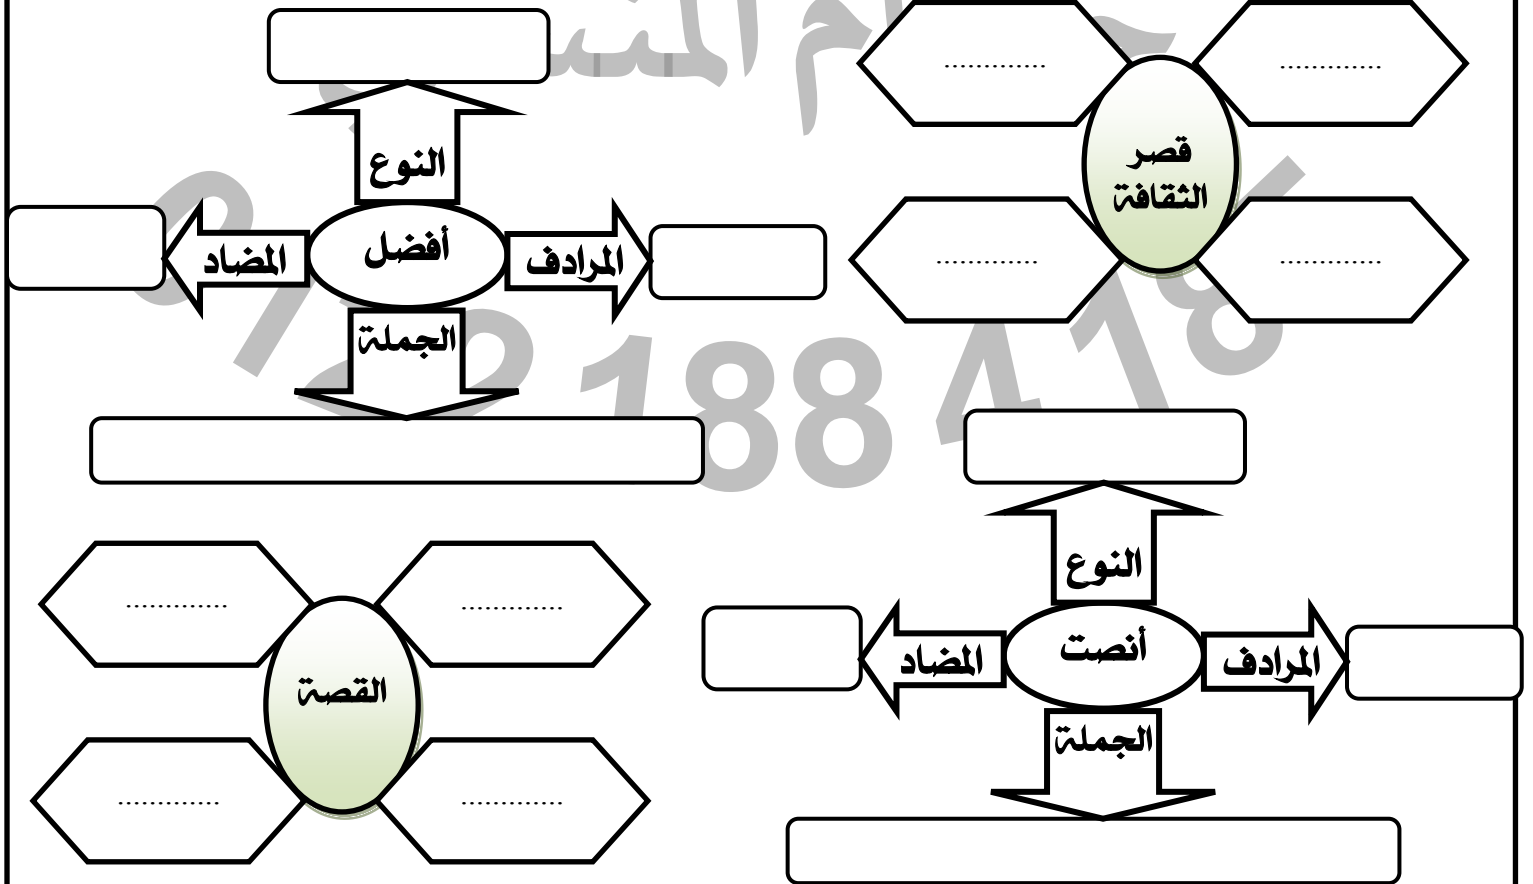 قصر
الثقافة
............
............
............
............
النوع
أفضل
المرادف
المضاد
الجملة
النوع
أنصت
المرادف
المضاد
الجملة
القصة
............
............
............
............